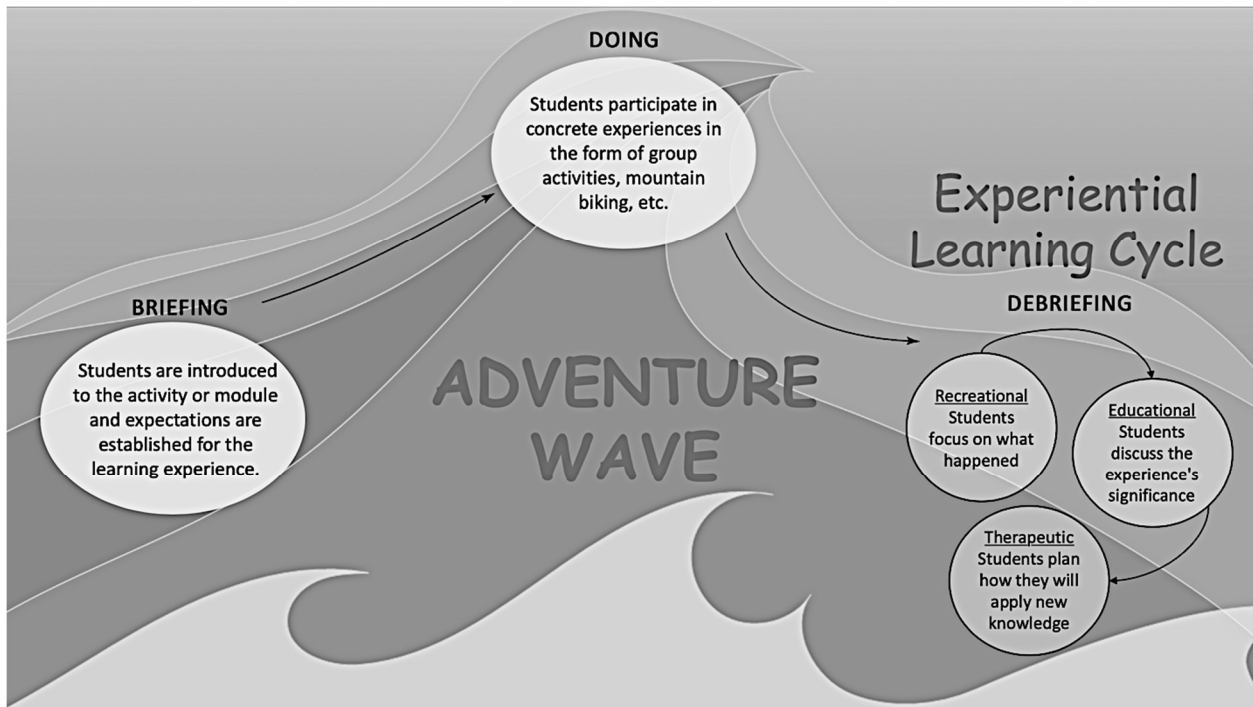 DOING
Students participate in
concrete experiences in
the form of group
activities, mountain
biking, etc.
Experiential
Learning Cycle
BRIEFING
Students are introduced
to the activity or module
and expectations are
established for the
learning experience.
ADVENTURE
WAVE
DEBRIEFING
Recreational
Students
focus on what
happened
Educational
Students
discuss the
experience's
significance
Therapeutic
Students plan
how they will
apply new
knowledge